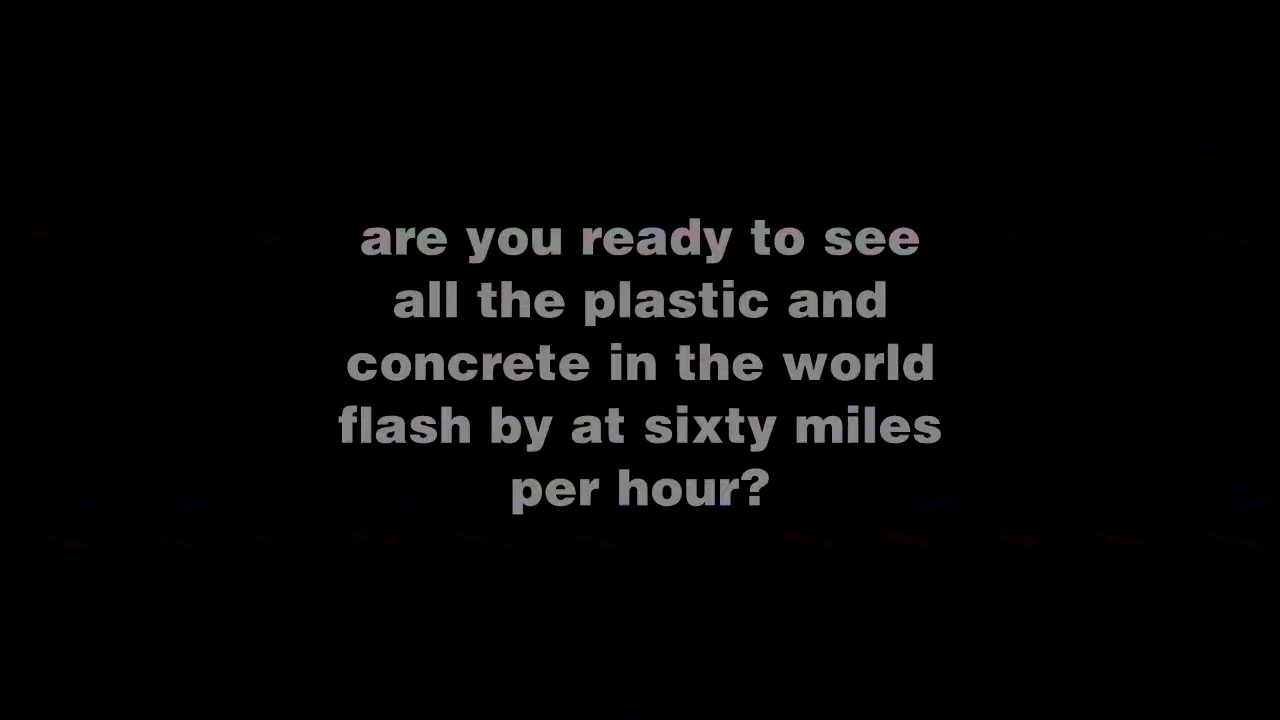 are you ready to see
all the plastic and
concrete in the world
flash by at sixty miles
per hour?